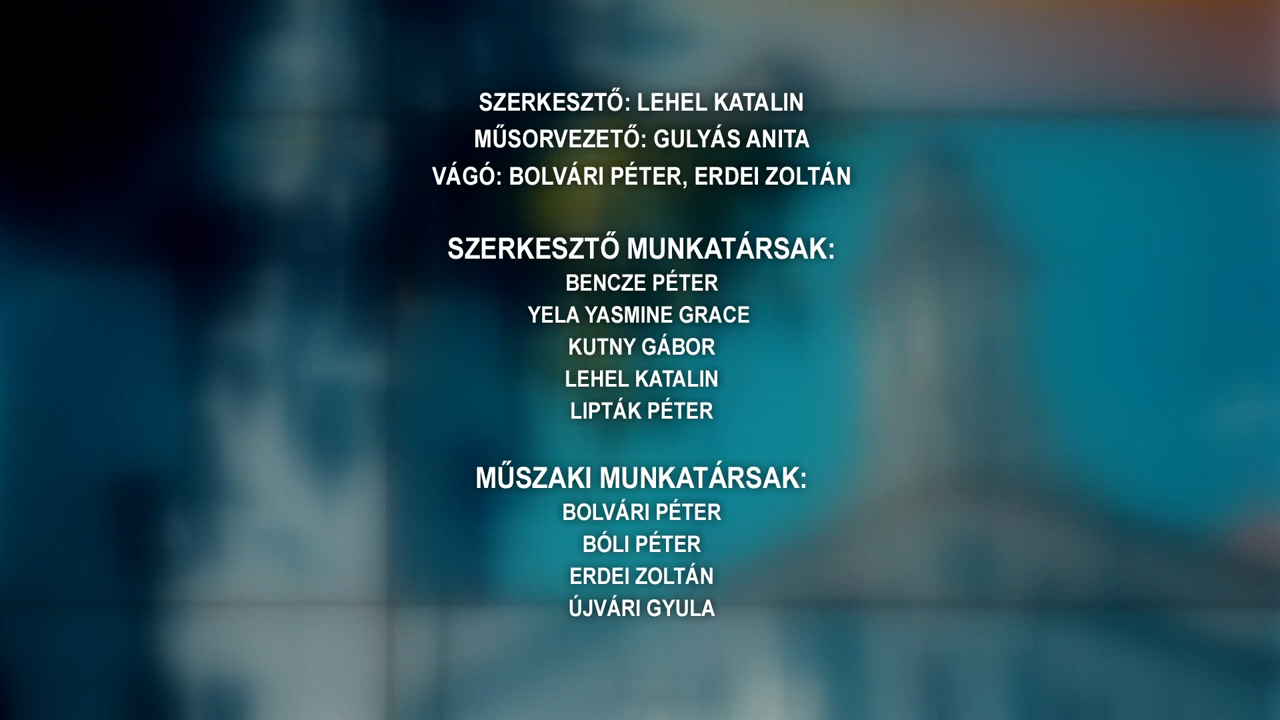 SZERKESZTŐ: LEHEL KATALIN
MŰSORVEZETŐ: GULYÁS ANITA
VÁGÓ: BOLVÁRI PÉTER, ERDEI ZOLTÁN
SZERKESZTŐ MUNKATÁRSAK:
BENCZE PÉTER
YELA YASMINE GRACE
KUTNY GÁBOR
LEHEL KATALIN
LIPTÁK PÉTER
MŰSZAKI MUNKATÁRSAK:
BOLVÁRI PÉTER
BÓLI PÉTER
ERDEI ZOLTÁN
ÚJVÁRI GYULA